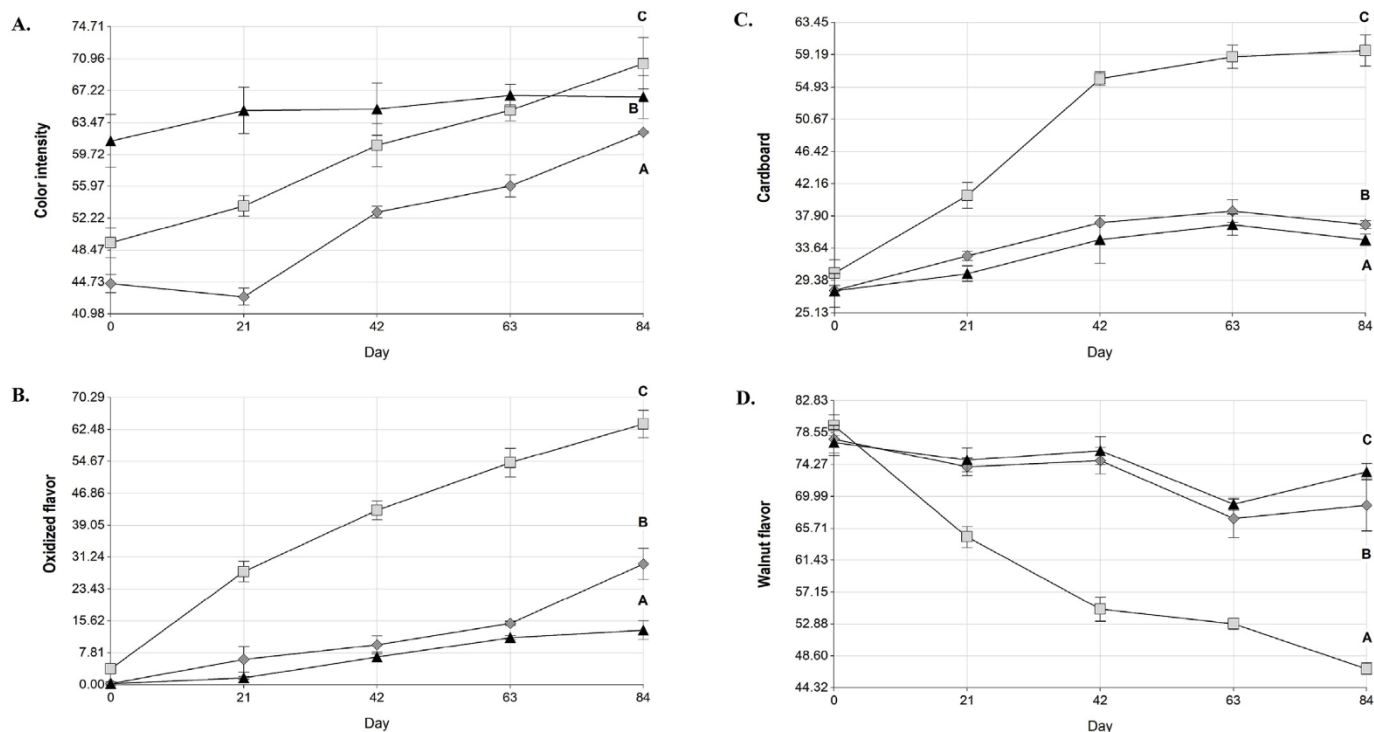 A.
Color intensity
74.71
70.96
67.22
63.47
59.72
55.97
52.22
48.47
44.73
40.98
C
B
A
0 21 42 63 84
Day
B.
Oxidized flavor
70.29
62.48
54.67
46.86
39.05
31.24
23.43
15.62
7.81
0.00
C
B
A
0 21 42 63 84
Day
C.
Cardboard
63.45
59.19
54.93
50.67
46.42
42.16
37.90
33.64
29.38
25.13
C
B
A
0 21 42 63 84
Day
D.
Walnut flavor
82.83
78.55
74.27
69.99
65.71
61.43
57.15
52.88
48.60
44.32
C
B
A
0 21 42 63 84
Day